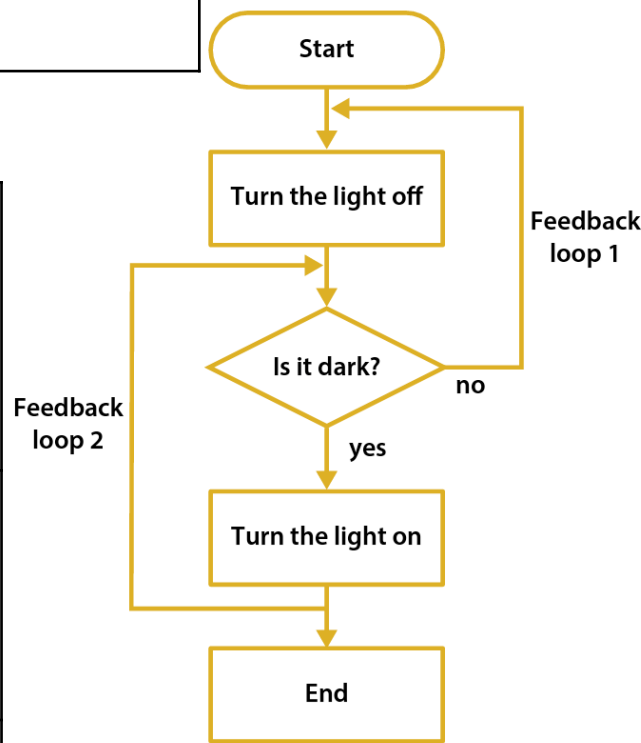 Start
Turn the light off
Feedback
loop 1
Is it dark?
no
Feedback
loop 2
yes
Turn the light on
End